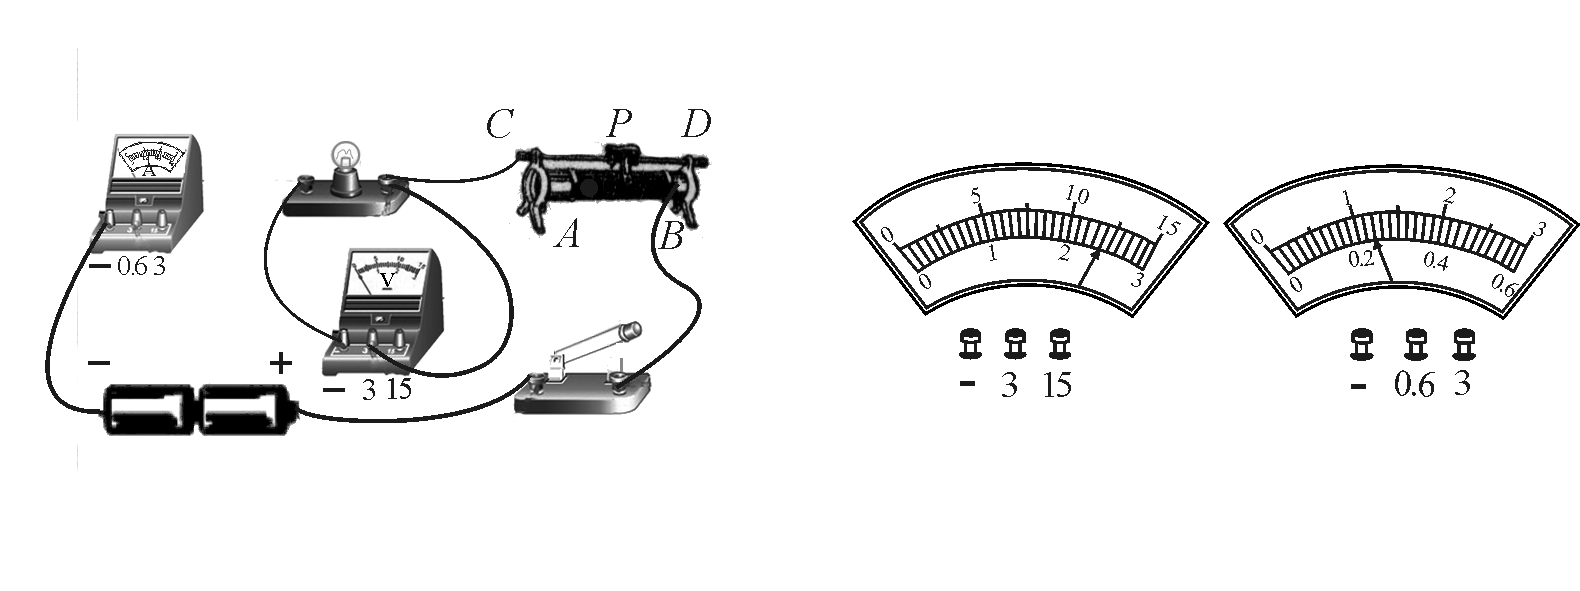 C P D
A
A B
− 0.6 3
V
− +
− 3 15
0 5 10 15
0 1 2 3
- 3 15
0 1 2 3
0 0.2 0.4 0.6
- 0.6 3